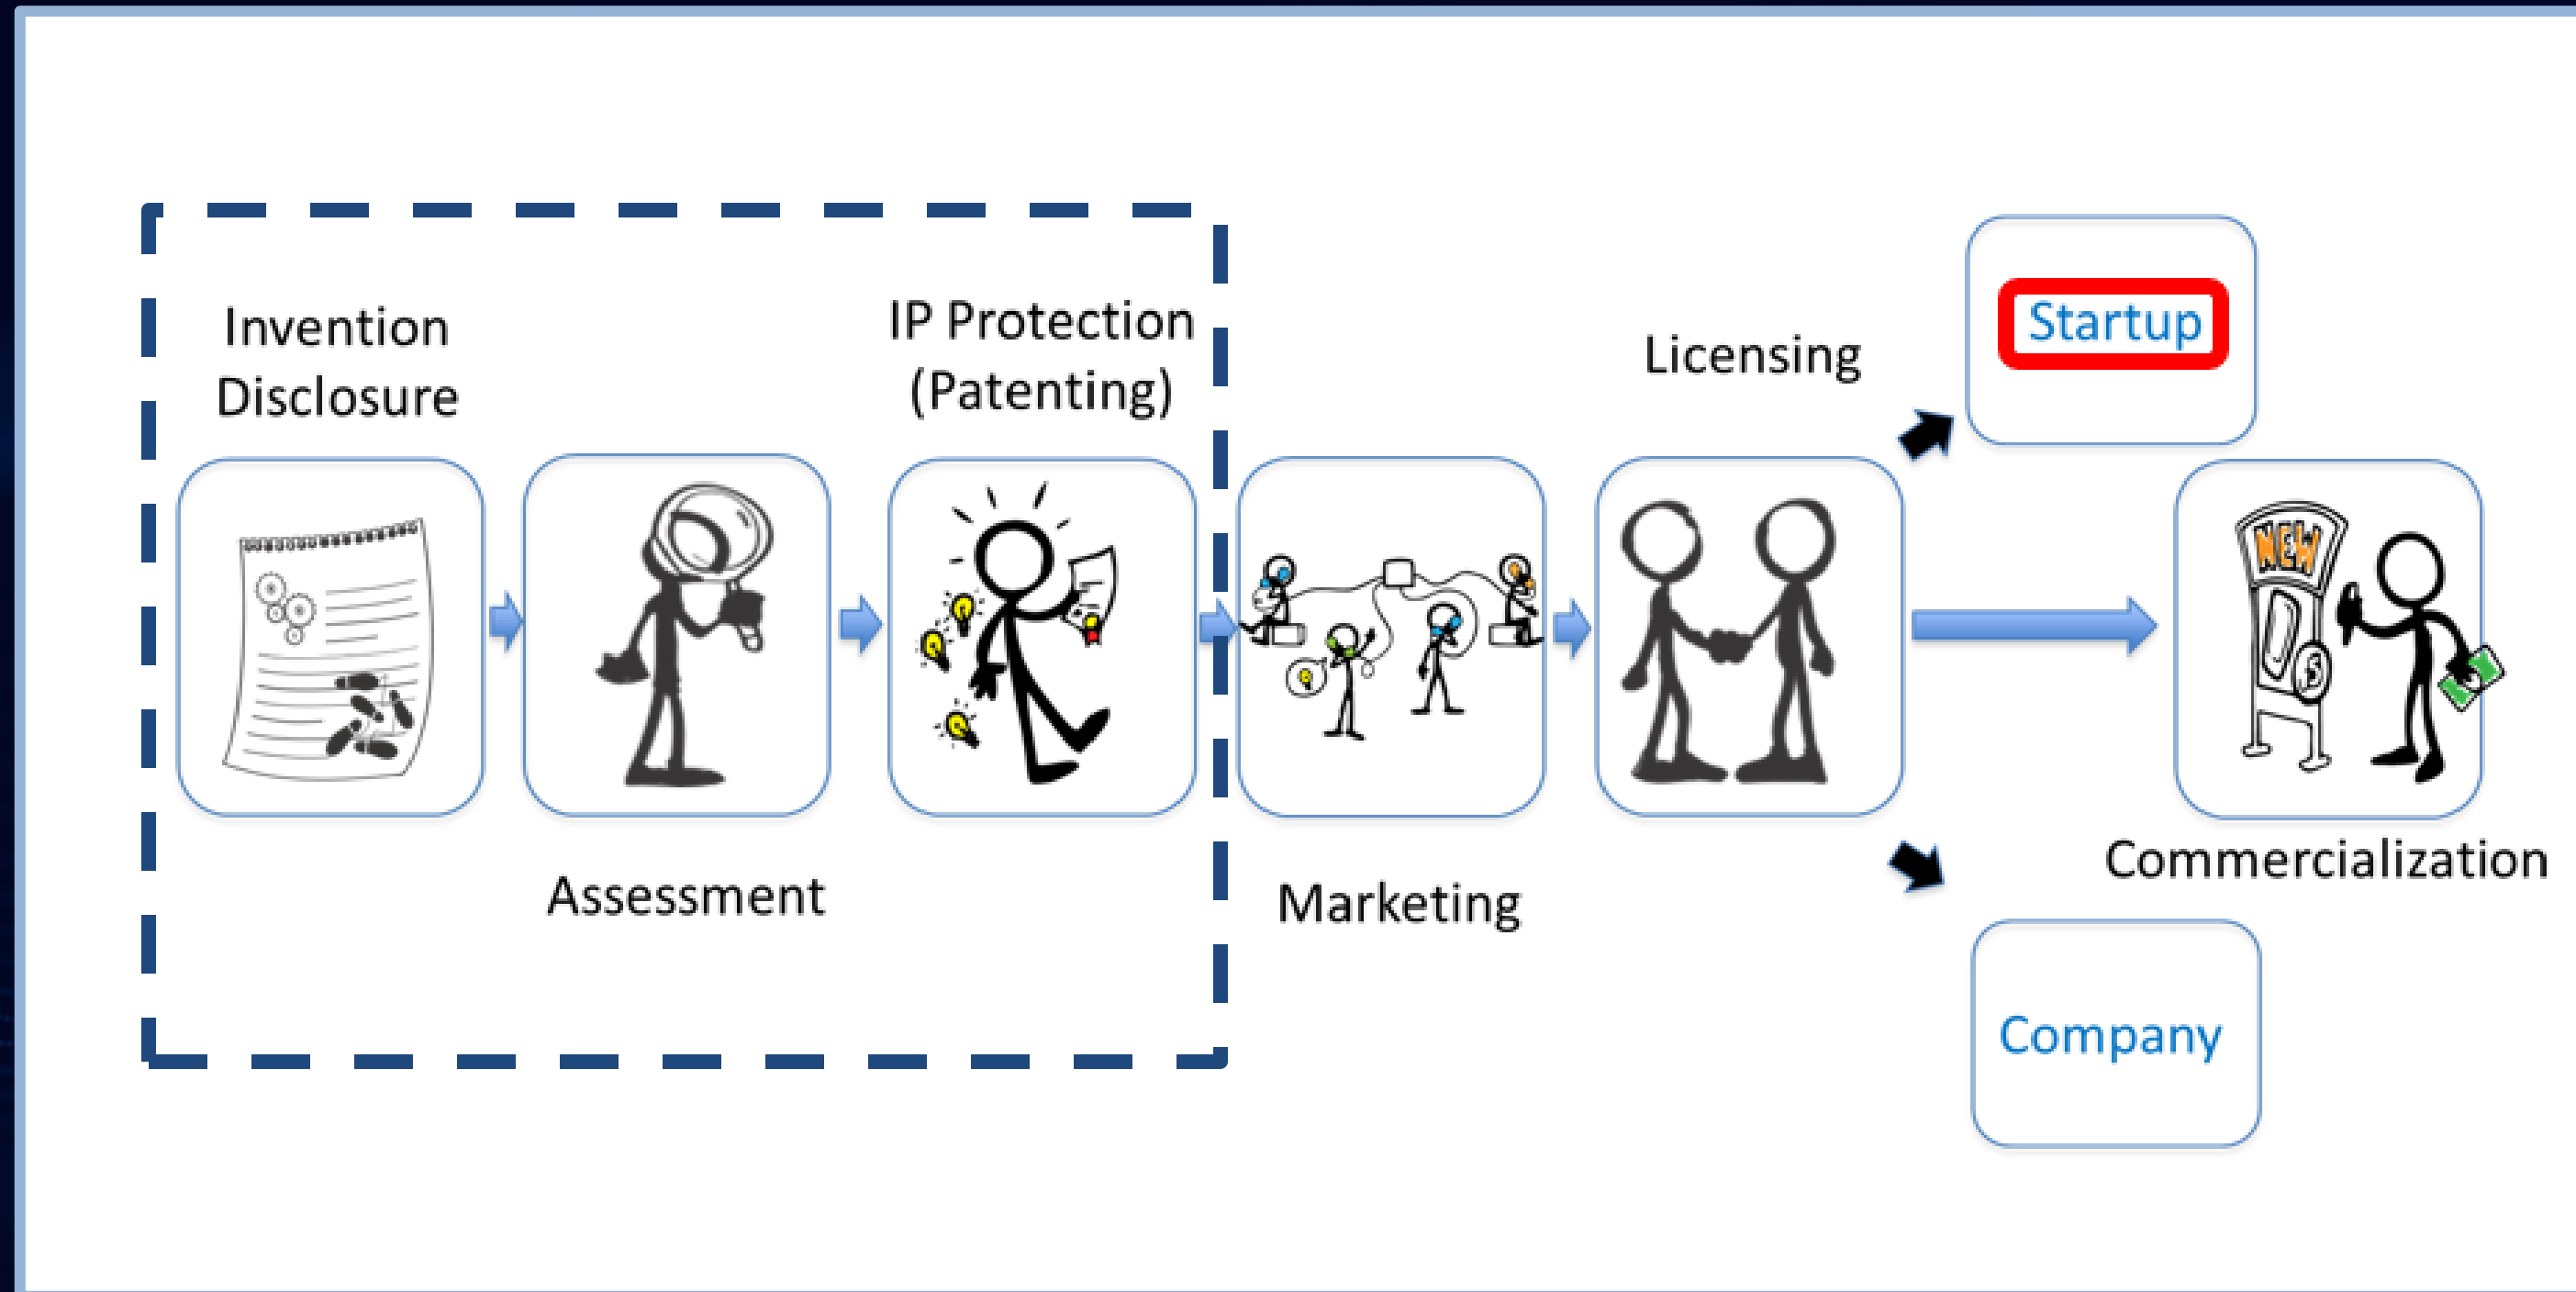 Invention
Disclosure
Assessment
IP Protection
(Patenting)
Marketing
Licensing
Startup
Company
NEW
$
Commercialization